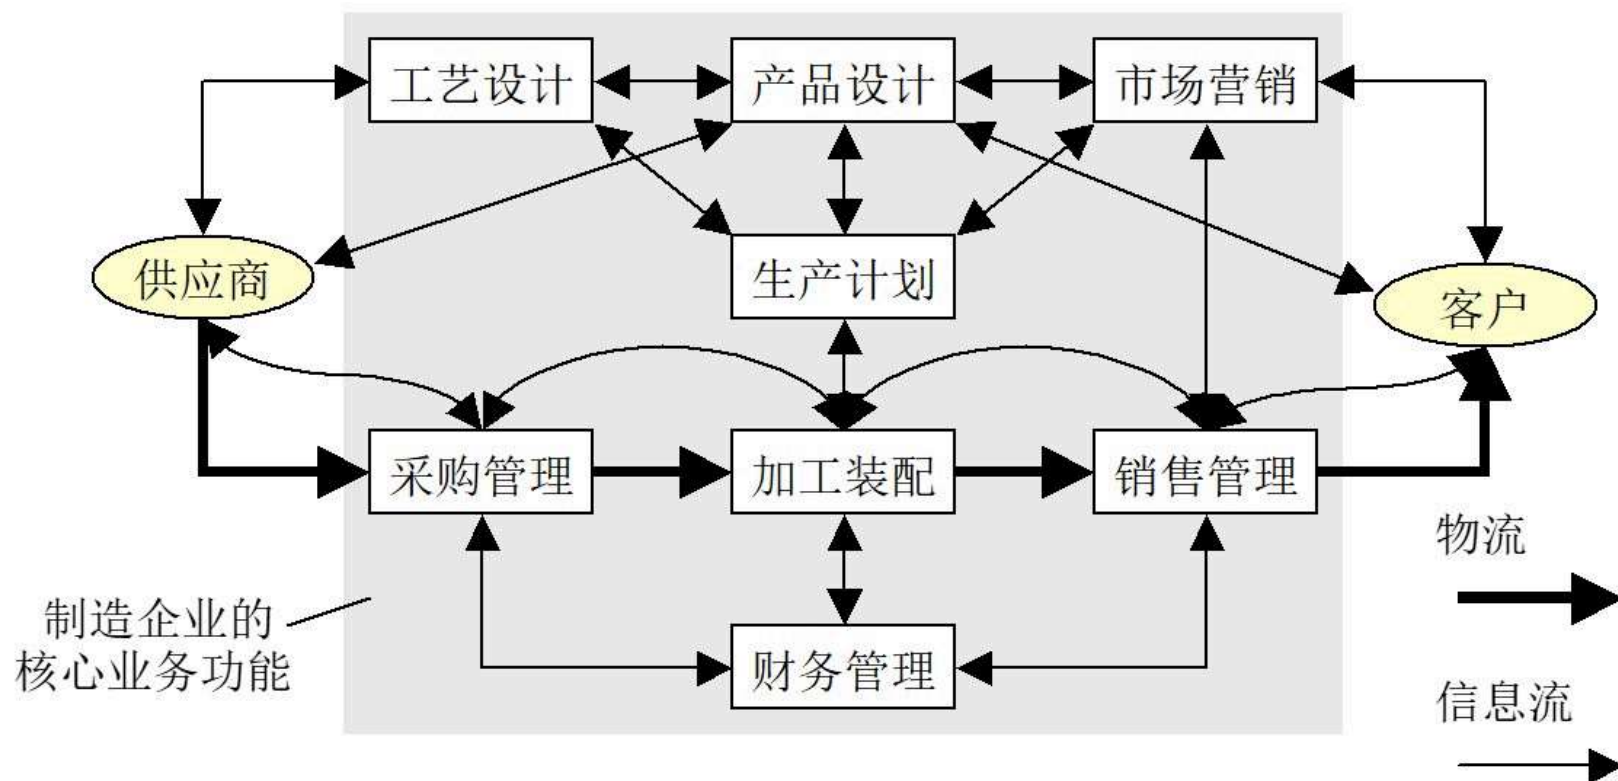 工艺设计
产品设计
市场营销
供应商
生产计划
客户
采购管理
加工装配
销售管理
物流
制造企业的
核心业务功能
财务管理
信息流